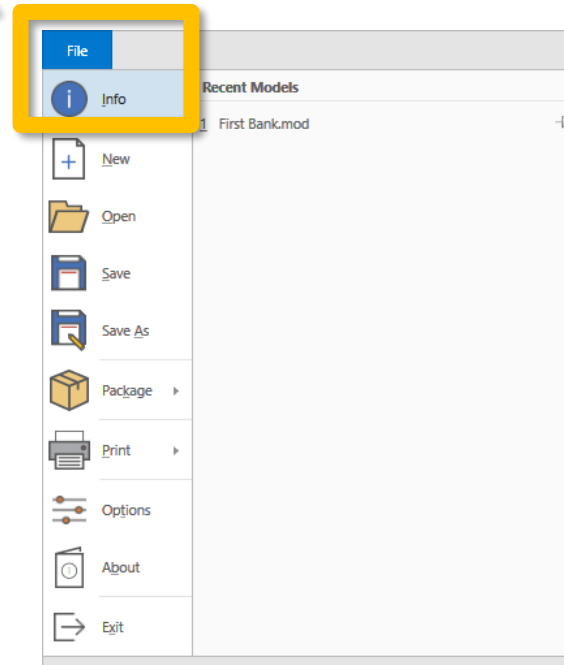 File
Info
Recent Models
1 First Bank.mod
New
Open
Save
Save As
Package
Print
Options
About
Exit